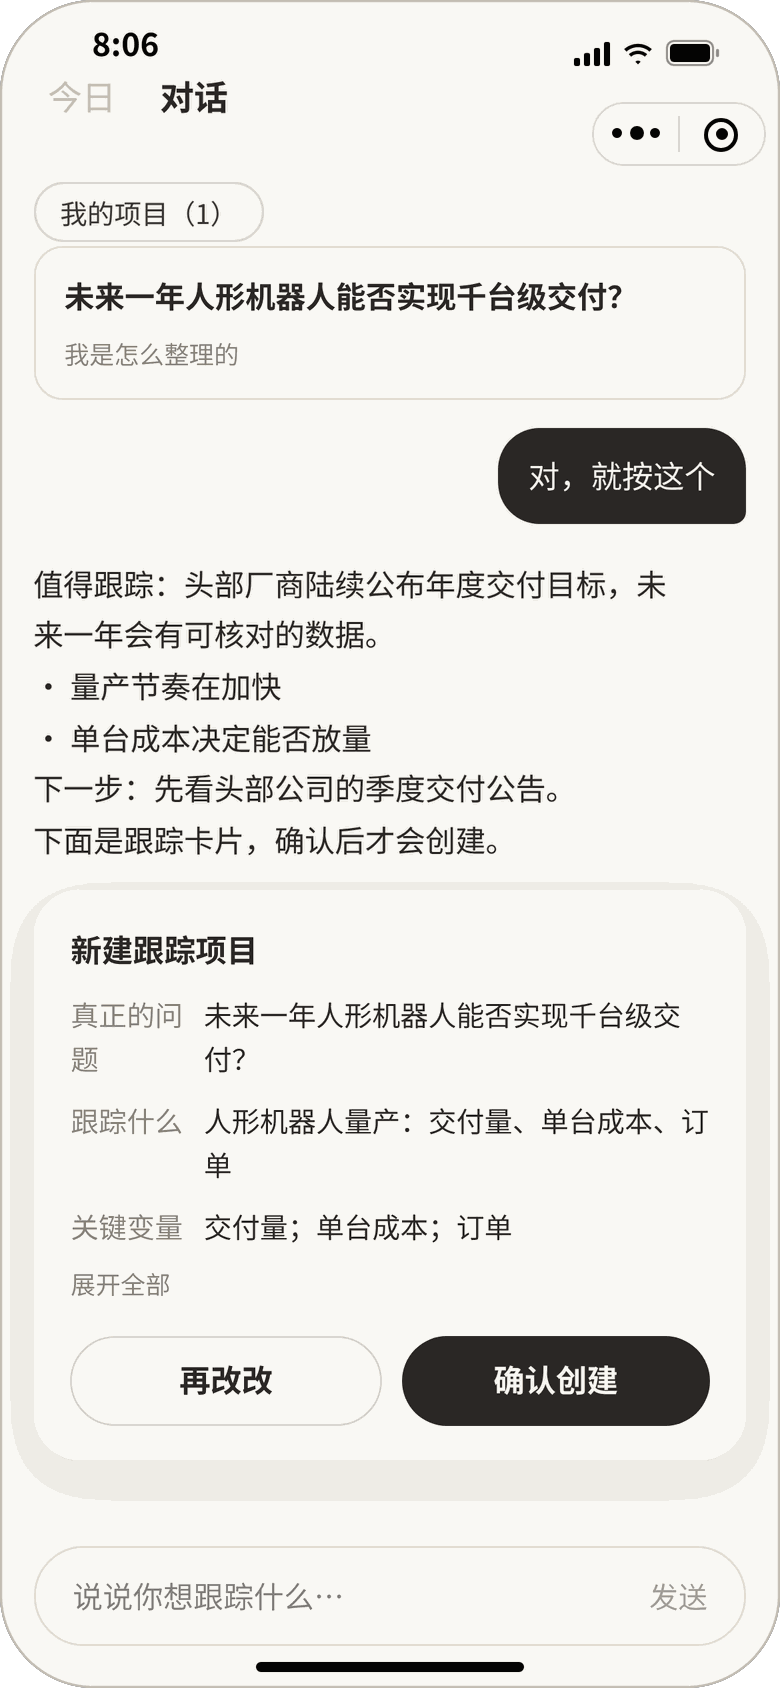 8:06
今日 对话
我的项目（1）
未来一年人形机器人能否实现千台级交付？
我是怎么整理的
对，就按这个
值得跟踪：头部厂商陆续公布年度交付目标，未
来一年会有可核对的数据。
· 量产节奏在加快
· 单台成本决定能否放量
下一步：先看头部公司的季度交付公告。
下面是跟踪卡片，确认后才会创建。
新建跟踪项目
真正的问 未来一年人形机器人能否实现千台级交
题 付？
跟踪什么 人形机器人量产：交付量、单台成本、订
单
关键变量 交付量；单台成本；订单
展开全部
再改改 确认创建
说说你想跟踪什么… 发送